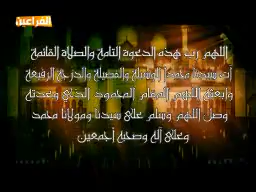 الفراعين
اللهم رب هذه الدعوة التامة والصلاة القائمة
آت سيدنا محمدا الوسيلة والفضيلة والدرجة الرفيعة
وابعثه اللهم المقام المحمود الذي وعدته
وصل اللهم وسلم على سيدنا ومولانا محمد
وعلى آله وصحبه أجمعين